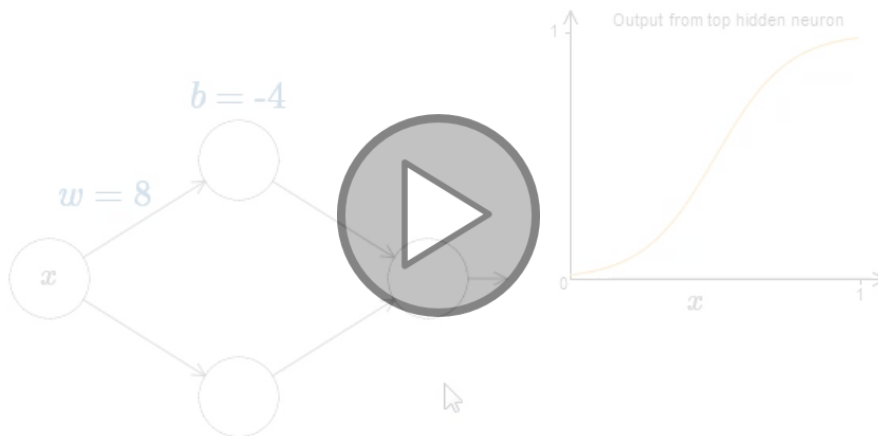 Output from top hidden neuron
1
b = -4
w = 8
x
0
x
1